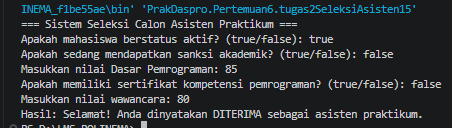 INEMA_f1be55ae\bin' 'PrakDaspro.Pertemuan6.tugas2SeleksiAsisten15'
=== Sistem Seleksi Calon Asisten Praktikum ===
Apakah mahasiswa berstatus aktif? (true/false): true
Apakah sedang mendapatkan sanksi akademik? (true/false): false
Masukkan nilai Dasar Pemrograman: 85
Apakah memiliki sertifikat kompetensi pemrograman? (true/false): false
Masukkan nilai wawancara: 80
Hasil: Selamat! Anda dinyatakan DITERIMA sebagai asisten praktikum.